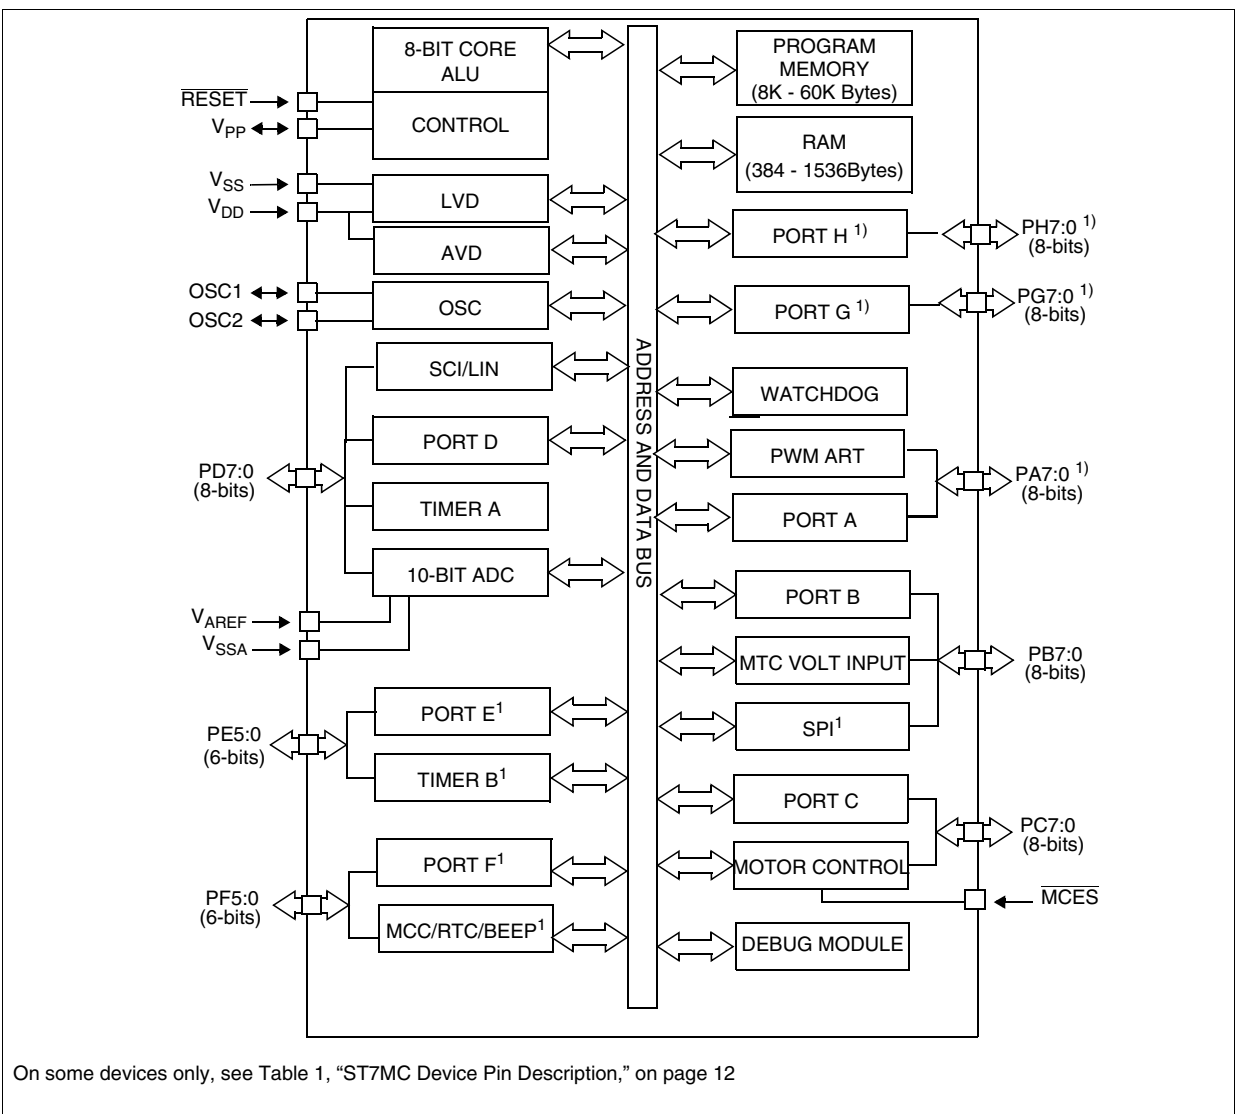 8-BIT CORE
ALU
CONTROL
RESET
VPP
VSS
VDD
LVD
AVD
OSC1
OSC2
OSC
SCI/LIN
PORT D
PD7:0
(8-bits)
TIMER A
10-BIT ADC
VAREF
VSSA
PORT E1
PE5:0
(6-bits)
TIMER B1
PORT F1
PF5:0
(6-bits)
MCC/RTC/BEEP1
ADDRESS AND DATA BUS
PROGRAM
MEMORY
(8K - 60K Bytes)
RAM
(384 - 1536Bytes)
PORT H 1)
PH7:0 1)
(8-bits)
PORT G 1)
PG7:0 1)
(8-bits)
WATCHDOG
PWM ART
PA7:0 1)
(8-bits)
PORT A
PORT B
MTC VOLT INPUT
PB7:0
(8-bits)
SPI1
PORT C
PC7:0
(8-bits)
MOTOR CONTROL
MCES
DEBUG MODULE
On some devices only, see Table 1, “ST7MC Device Pin Description,” on page 12